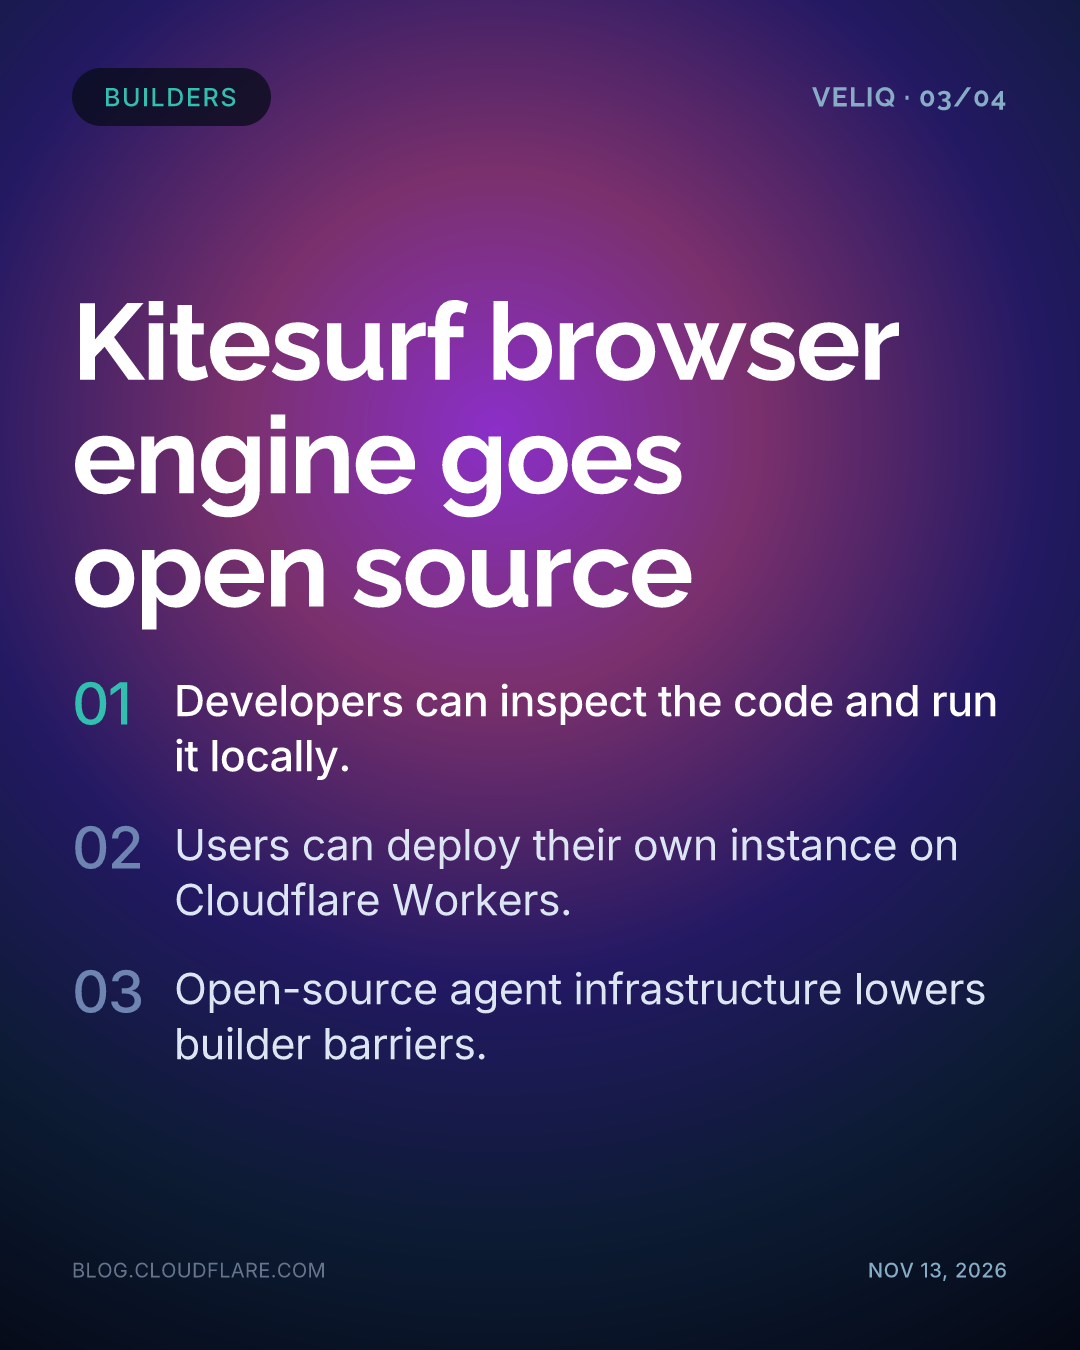 BUILDERS
VELIQ · 03/04
Kitesurf browser
engine goes
open source
01 Developers can inspect the code and run
it locally.
02 Users can deploy their own instance on
Cloudflare Workers.
03 Open-source agent infrastructure lowers
builder barriers.
BLOG.CLOUDFLARE.COM
NOV 13, 2026